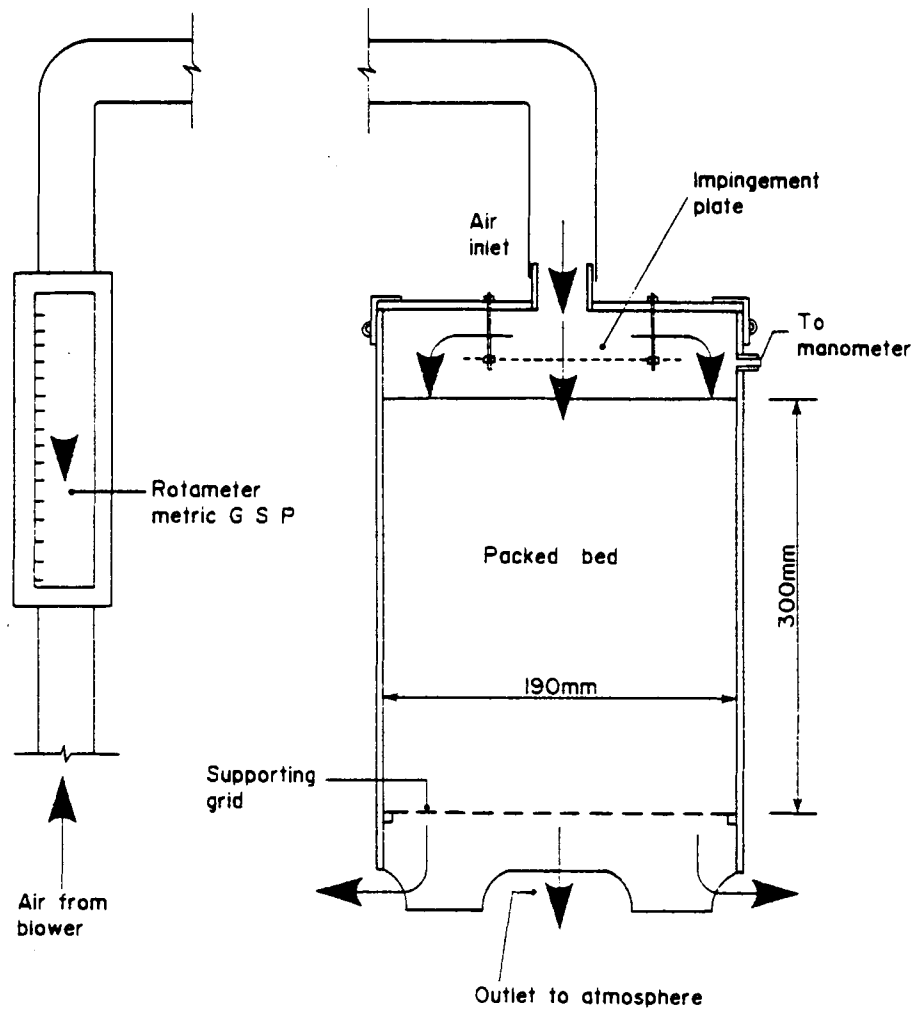 Impingement
plate
Air
inlet
To
manometer
Rotameter
metric G S P
Packed bed
300mm
190mm
Supporting
grid
Air from
blower
Outlet to atmosphere